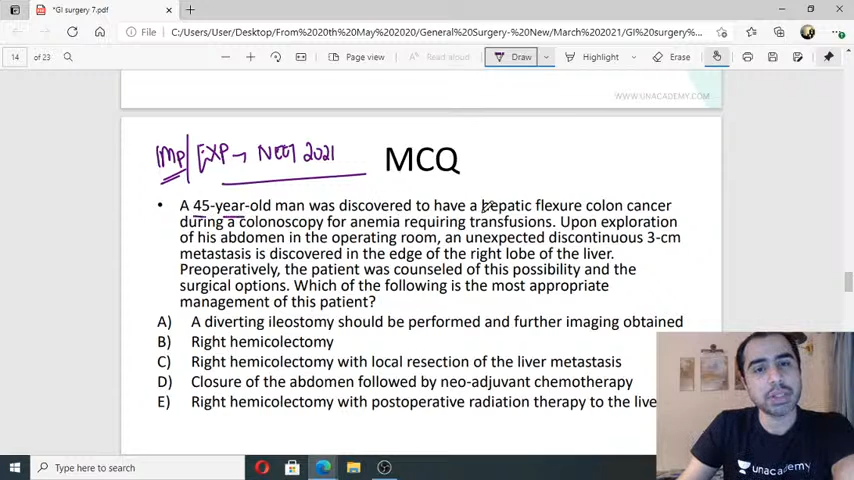 *GI surgery 7.pdf
File C:/Users/User/Desktop/From%2020th%20May%202020/General%20Surgery-%20New/March%202021/GI%20surg...
14 of 23
Page view
Read aloud
Draw
Highlight
Erase
WWW.UNACADEMY.COM
Imp EXP → NEET 2021
MCQ
• A 45-year-old man was discovered to have a hepatic flexure colon cancer
during a colonoscopy for anemia requiring transfusions. Upon exploration
of his abdomen in the operating room, an unexpected discontinuous 3-cm
metastasis is discovered in the edge of the right lobe of the liver.
Preoperatively, the patient was counseled of this possibility and the
surgical options. Which of the following is the most appropriate
management of this patient?
A) A diverting ileostomy should be performed and further imaging obtained
B) Right hemicolectomy
C) Right hemicolectomy with local resection of the liver metastasis
D) Closure of the abdomen followed by neo-adjuvant chemotherapy
E) Right hemicolectomy with postoperative radiation therapy to the live
unacademy
Type here to search